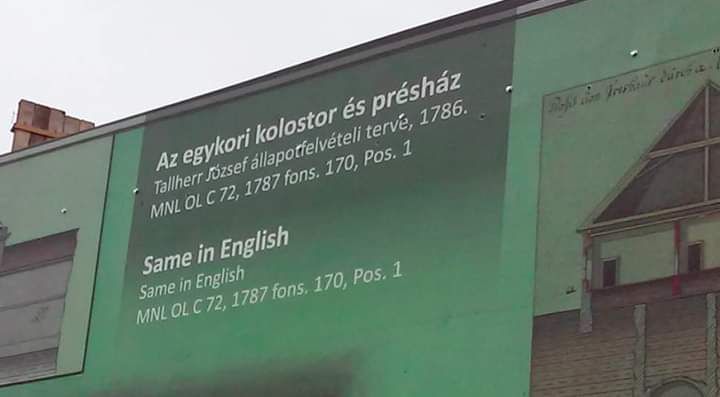 Az egykori kolostor és présház
Tallherr József állapotfelvételi terve, 1786.
MNL OL C 72, 1787 fons. 170, Pos. 1
Same in English
Same in English
MNL OL C 72, 1787 fons. 170, Pos. 1